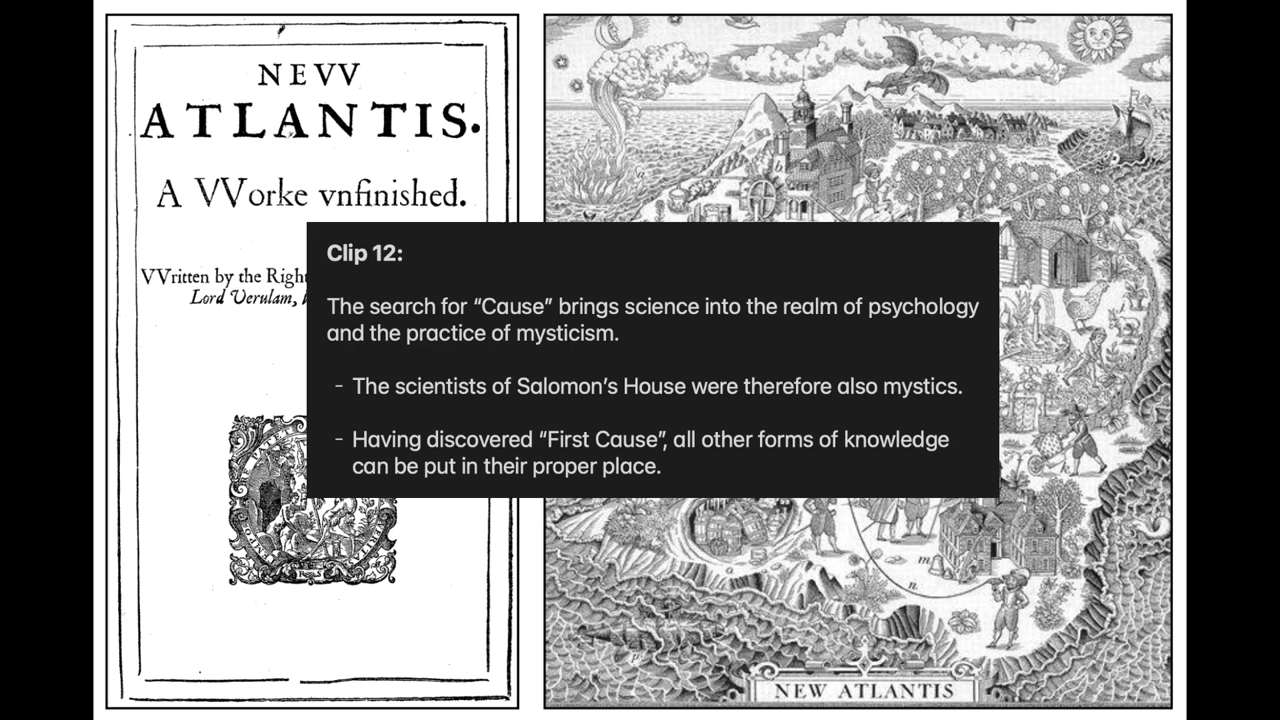 NEVV
ATLANTIS.
A VVorke vnfinished.
VVritten by the Right
Lord Verulam,
Clip 12:
The search for “Cause” brings science into the realm of psychology
and the practice of mysticism.
- The scientists of Salomon’s House were therefore also mystics.
- Having discovered “First Cause”, all other forms of knowledge
can be put in their proper place.
b.
m
n.
o.
p.
NEW ATLANTIS